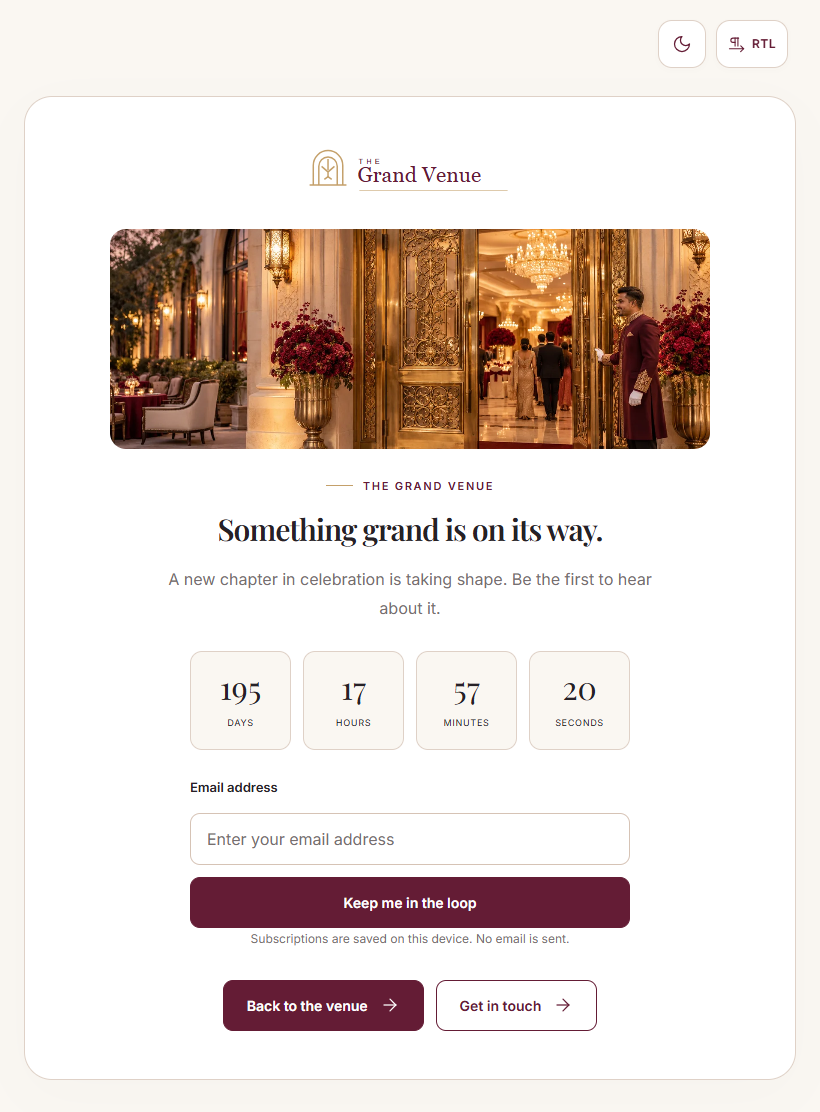 RTL
THE
Grand Venue
THE GRAND VENUE
Something grand is on its way.
A new chapter in celebration is taking shape. Be the first to hear
about it.
195 17 57 20
DAYS HOURS MINUTES SECONDS
Email address
Enter your email address
Keep me in the loop
Subscriptions are saved on this device. No email is sent.
Back to the venue Get in touch